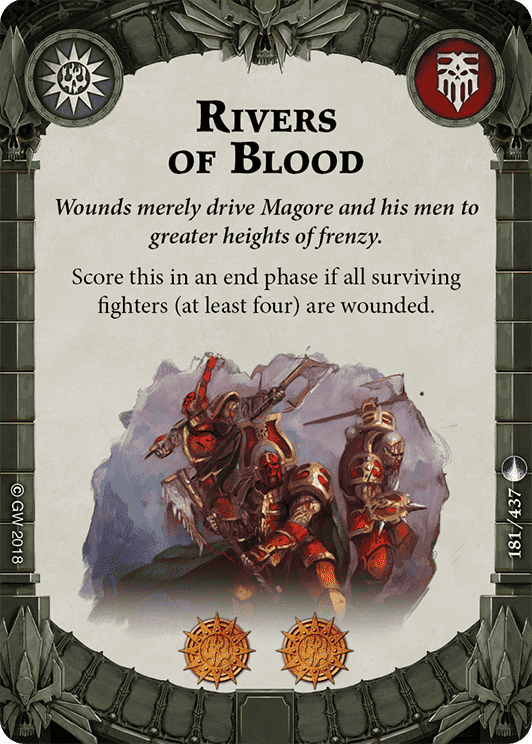 RIVERS
OF BLOOD
Wounds merely drive Magore and his men to
greater heights of frenzy.
Score this in an end phase if all surviving
fighters (at least four) are wounded.
© GW 2018
181/437